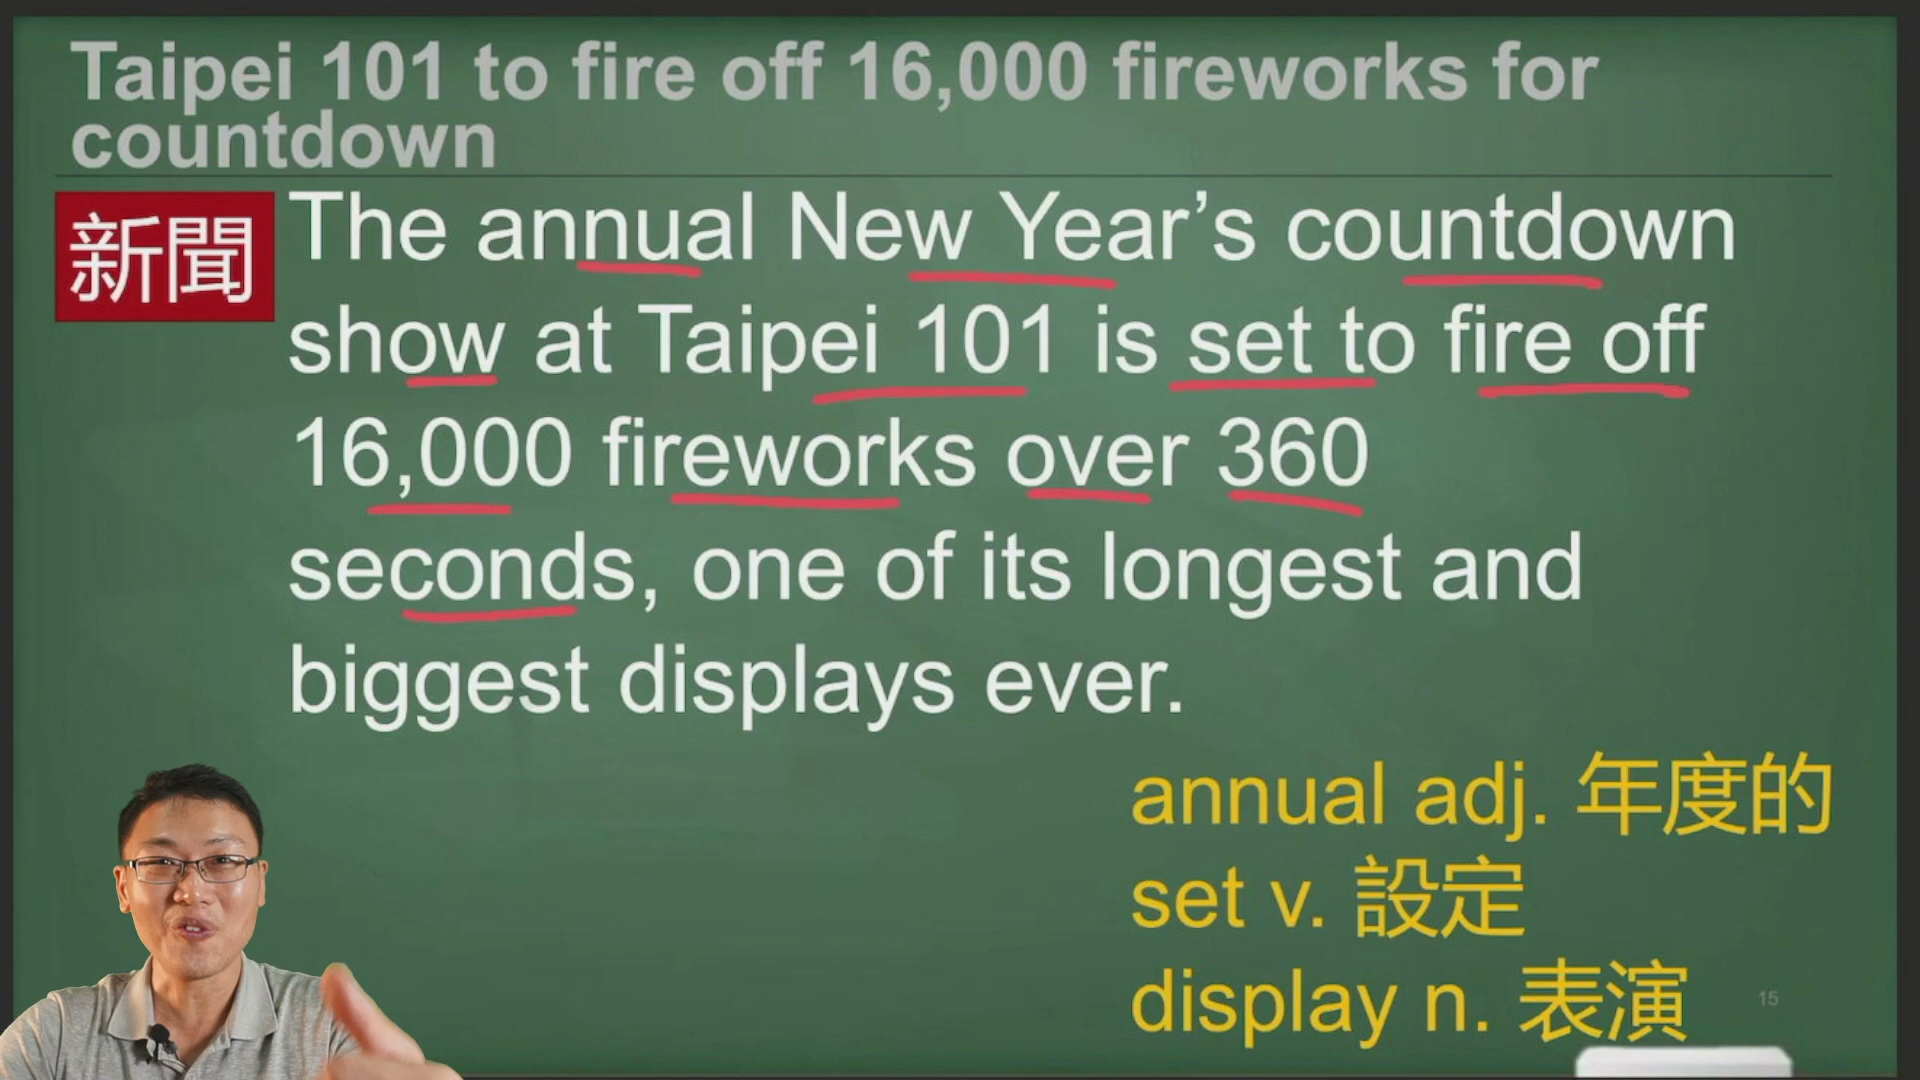 Taipei 101 to fire off 16,000 fireworks for
countdown
新聞
The annual New Year’s countdown
show at Taipei 101 is set to fire off
16,000 fireworks over 360
seconds, one of its longest and
biggest displays ever.
annual adj. 年度的
set v. 設定
display n. 表演
15